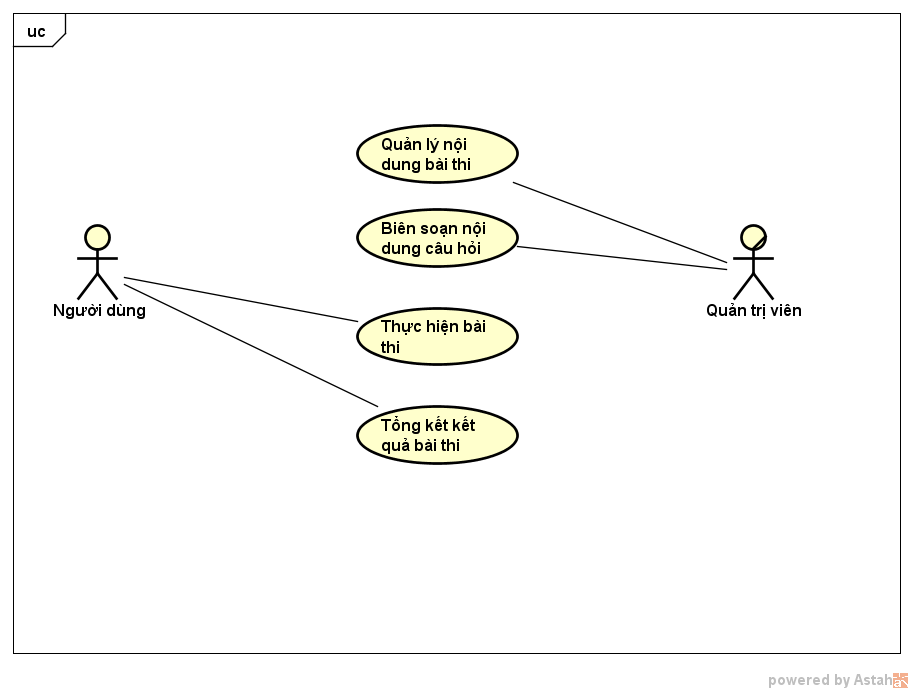 uc
Quản lý nội
dung bài thi
Biên soạn nội
dung câu hỏi
Người dùng
Quản trị viên
Thực hiện bài
thi
Tổng kết kết
quả bài thi
powered by Astah